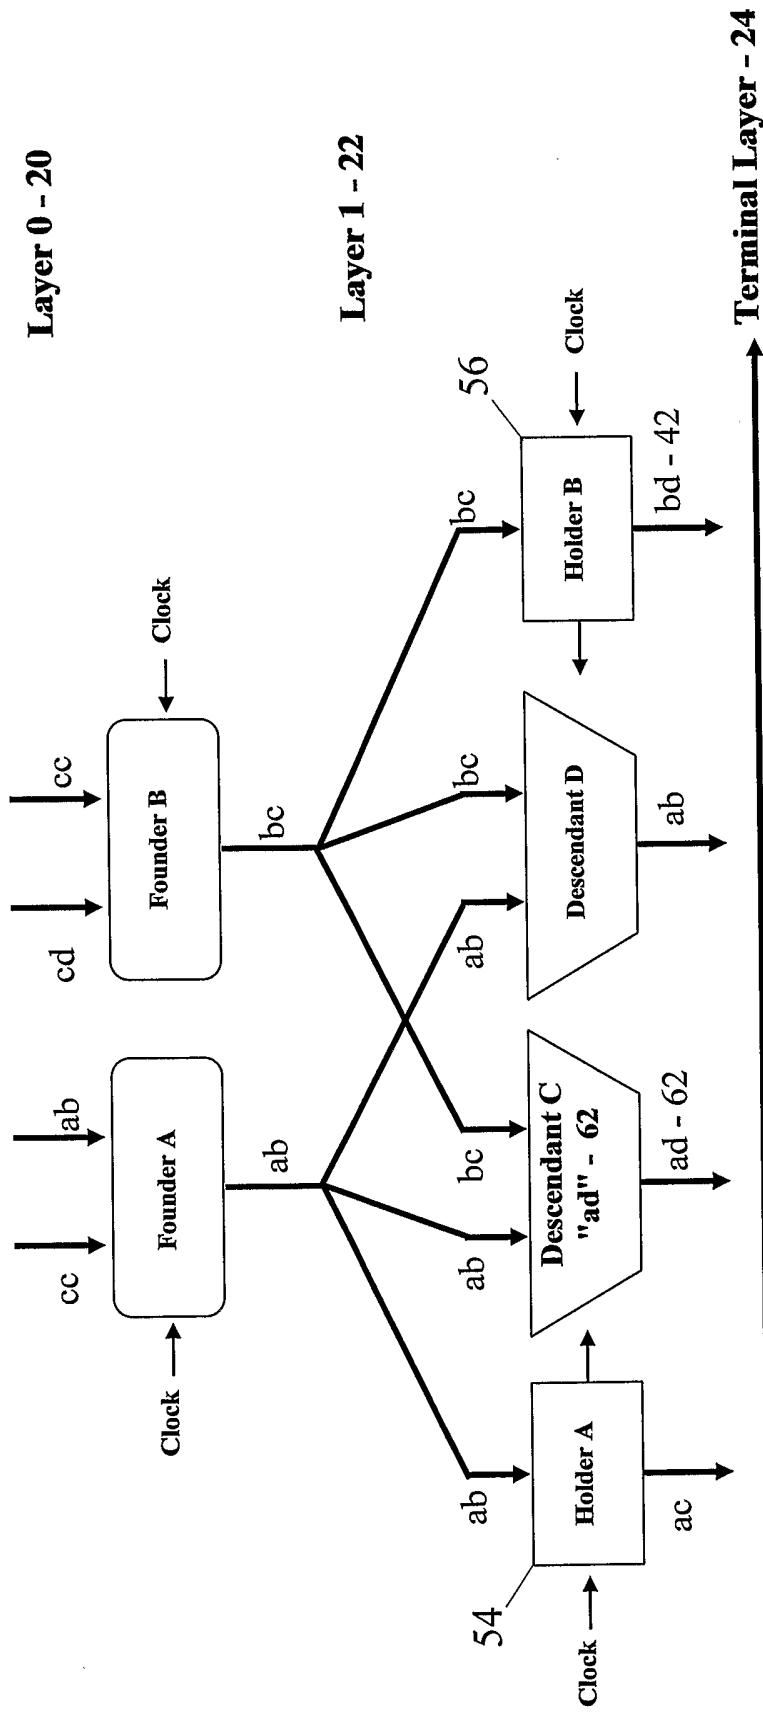 Layer 0 - 20
cc
ab
cd
cc
Clock
Founder A
Founder B
Clock
ab
bc
Layer 1 - 22
ab
ab
bc
ab
bc
bc
54
56
Clock
Holder A
Descendant C
"ad" - 62
Descendant D
Holder B
Clock
ac
ad - 62
ab
bd - 42
Terminal Layer - 24